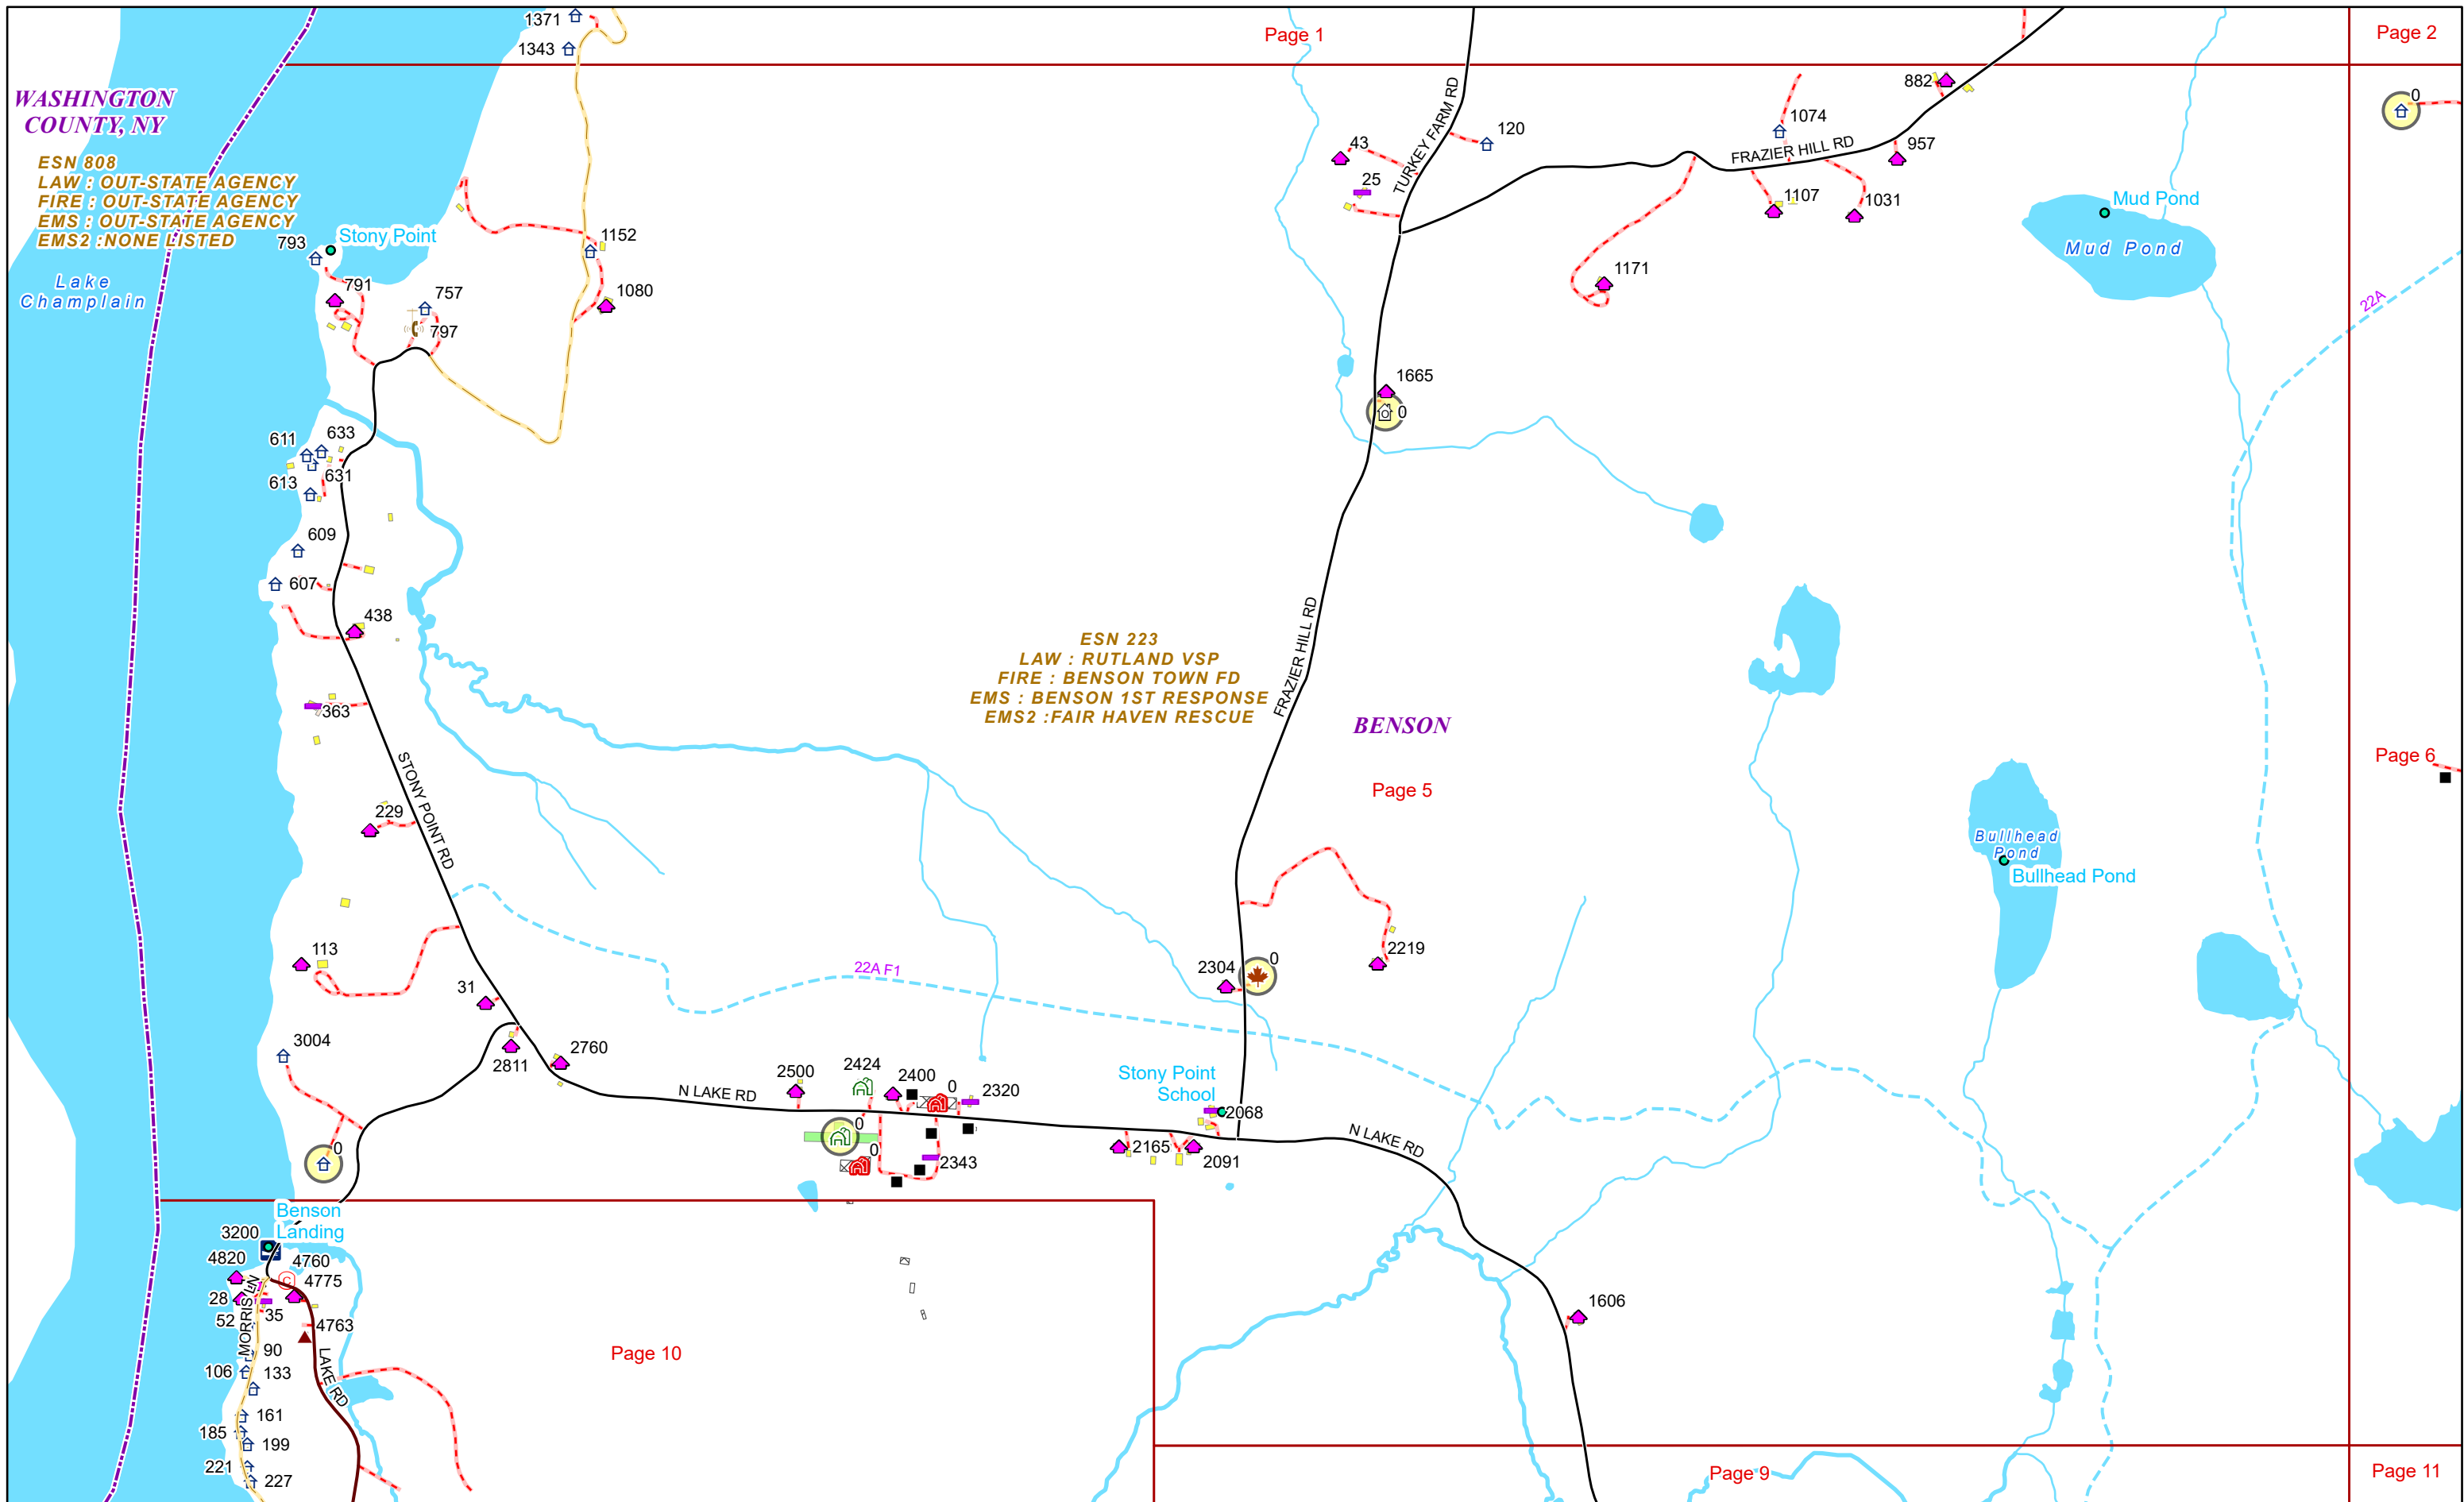 1371
1343
Page 1
Page 2
WASHINGTON
COUNTY, NY
ESN 808
LAW : OUT-STATE AGENCY
FIRE : OUT-STATE AGENCY
EMS : OUT-STATE AGENCY
EMS2 :NONE LISTED
Lake
Champlain
793
Stony Point
791
757
797
1152
1080
TURKEY FARM RD
43
25
120
FRAZIER HILL RD
882
1074
957
1107
1031
1171
0
Mud Pond
Mud Pond
22A
1665
0
611
633
631
613
609
607
438
363
STONY POINT RD
229
113
31
ESN 223
LAW : RUTLAND VSP
FIRE : BENSON TOWN FD
EMS : BENSON 1ST RESPONSE
EMS2 :FAIR HAVEN RESCUE
FRAZIER HILL RD
BENSON
Page 5
Page 6
Bullhead
Pond
Bullhead Pond
22A F1
2304
0
2219
3004
2811
2760
N LAKE RD
2500
2424
2400
0
2320
0
0
2343
Stony Point
School
2068
2165
2091
N LAKE RD
0
Benson
Landing
3200
4820
4760
4775
28
52
35
4763
MORRIS LN
LAKE RD
90
106
133
161
185
199
221
227
Page 10
1606
Page 9
Page 11